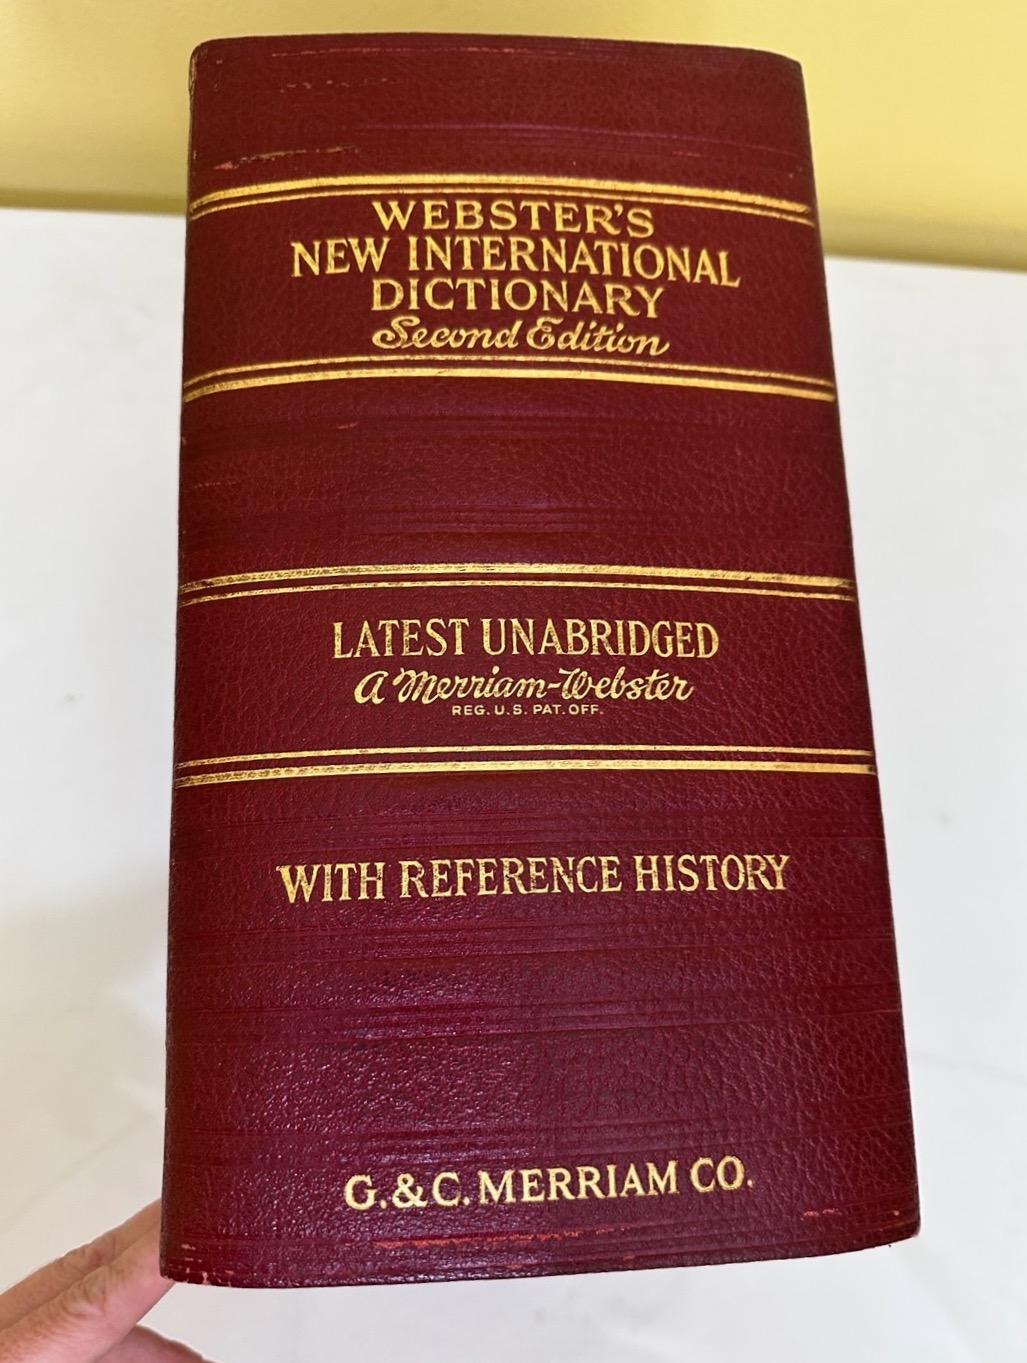 WEBSTER'S
NEW INTERNATIONAL
DICTIONARY
Second Edition
LATEST UNABRIDGED
A Merriam-Webster
REG. U.S. PAT. OFF.
WITH REFERENCE HISTORY
G. & C. MERRIAM CO.